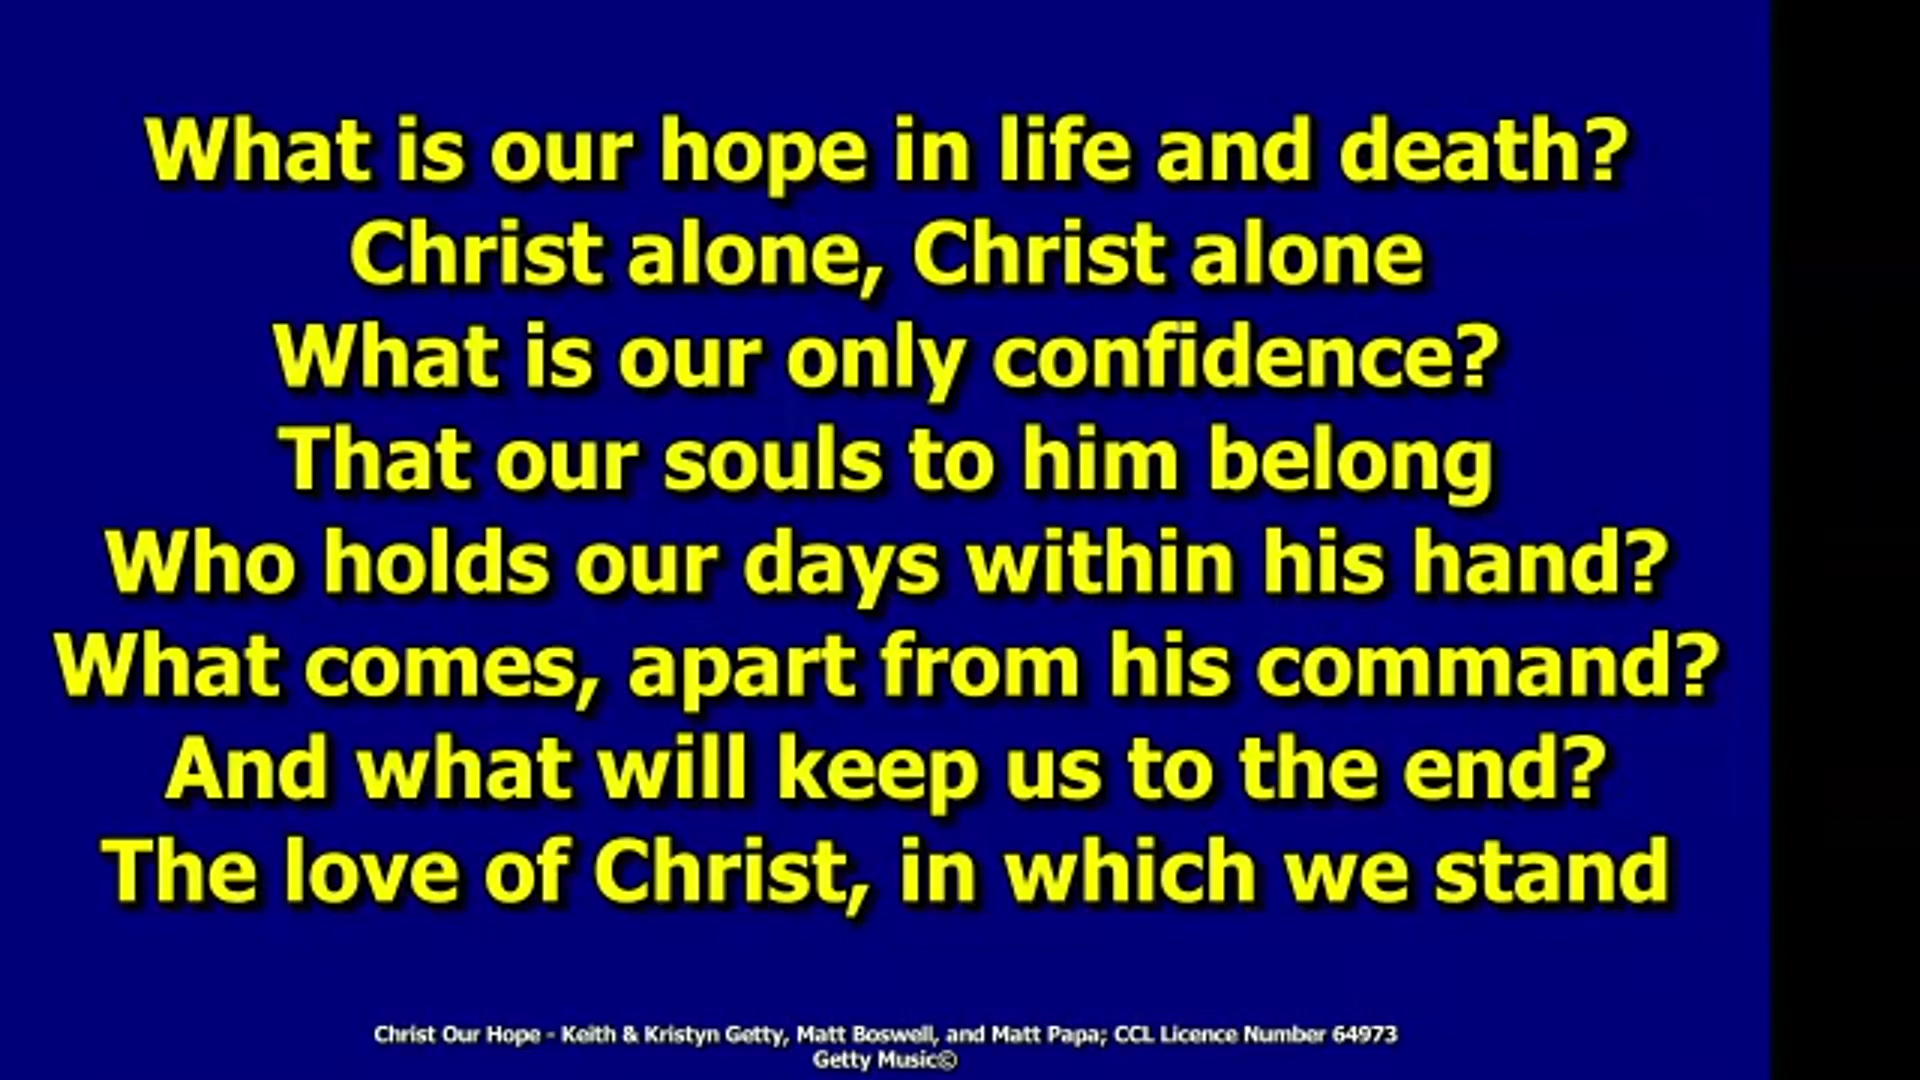 What is our hope in life and death?
Christ alone, Christ alone
What is our only confidence?
That our souls to him belong
Who holds our days within his hand?
What comes, apart from his command?
And what will keep us to the end?
The love of Christ, in which we stand
Christ Our Hope - Keith & Kristyn Getty, Matt Boswell, and Matt Papa; CCL Licence Number 64973
Getty Music©